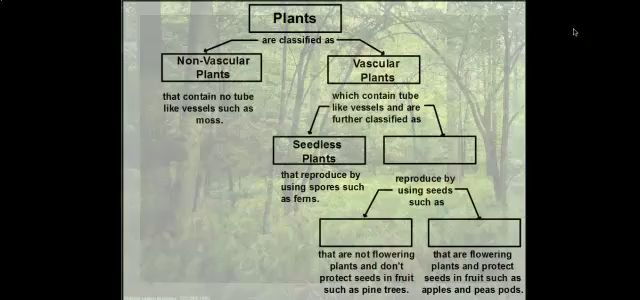 Plants
are classified as
Non-Vascular
Plants
Vascular
Plants
that contain no tube
like vessels such as
moss.
which contain tube
like vessels and are
further classified as
Seedless
Plants
that reproduce by
using spores such
as ferns.
reproduce by
using seeds
such as
that are not flowering
plants and don't
protect seeds in fruit
such as pine trees.
that are flowering
plants and protect
seeds in fruit such as
apples and peas pods.